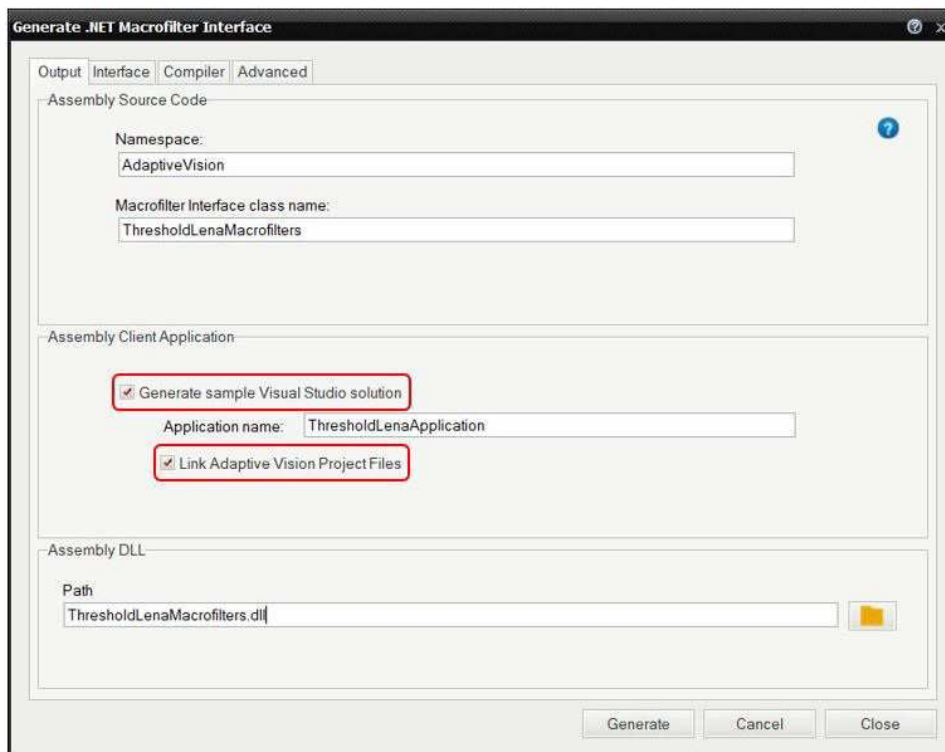 Generate .NET Macrofilter Interface
Output Interface Compiler Advanced
Assembly Source Code
Namespace:
AdaptiveVision
Macrofilter Interface class name:
ThresholdLenaMacrofilters
Assembly Client Application
Generate sample Visual Studio solution
Application name: ThresholdLenaApplication
Link Adaptive Vision Project Files
Assembly DLL
Path
ThresholdLenaMacrofilters.dll
Generate Cancel Close